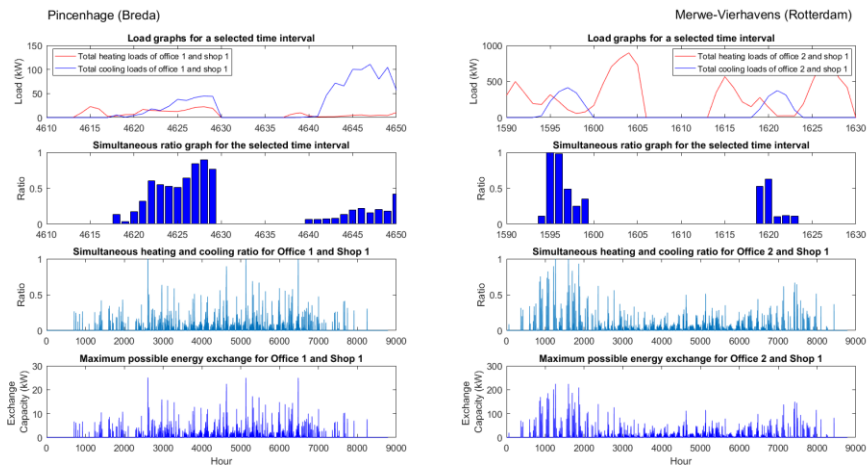 Pincenhage (Breda)
Load graphs for a selected time interval
Load (kW)
150
100
50
0
Total heating loads of office 1 and shop 1
Total cooling loads of office 1 and shop 1
4610 4615 4620 4625 4630 4635 4640 4645 4650
Simultaneous ratio graph for the selected time interval
Ratio
1
0.5
0
4610 4615 4620 4625 4630 4635 4640 4645 4650
Simultaneous heating and cooling ratio for Office 1 and Shop 1
Ratio
1
0.5
0
0 1000 2000 3000 4000 5000 6000 7000 8000 9000
Maximum possible energy exchange for Office 1 and Shop 1
Exchange
Capacity (kW)
30
20
10
0
0 1000 2000 3000 4000 5000 6000 7000 8000 9000
Hour
Merwe-Vierhavens (Rotterdam)
Load graphs for a selected time interval
Load (kW)
1000
500
0
Total heating loads of office 2 and shop 1
Total cooling loads of office 2 and shop 1
1590 1595 1600 1605 1610 1615 1620 1625 1630
Simultaneous ratio graph for the selected time interval
Ratio
1
0.5
0
1590 1595 1600 1605 1610 1615 1620 1625 1630
Simultaneous heating and cooling ratio for Office 2 and Shop 1
Ratio
1
0.5
0
0 1000 2000 3000 4000 5000 6000 7000 8000 9000
Maximum possible energy exchange for Office 2 and Shop 1
Exchange
Capacity (kW)
300
200
100
0
0 1000 2000 3000 4000 5000 6000 7000 8000 9000
Hour